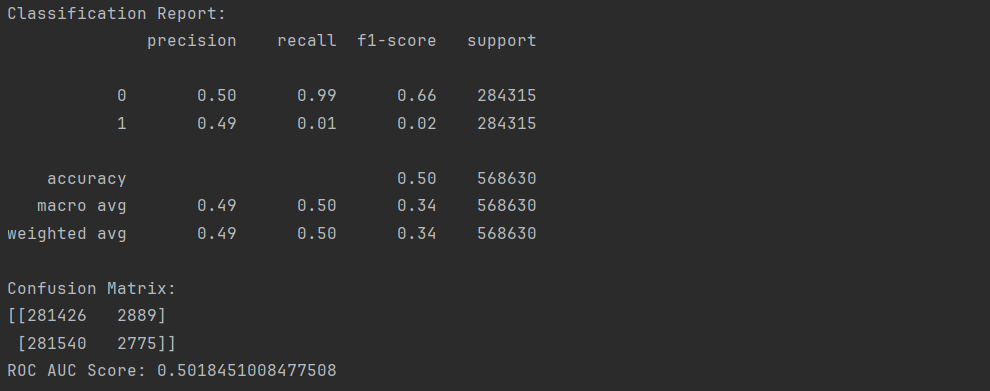 Classification Report:
              precision    recall  f1-score   support

           0       0.50      0.99      0.66    284315
           1       0.49      0.01      0.02    284315

    accuracy                           0.50    568630
   macro avg       0.49      0.50      0.34    568630
weighted avg       0.49      0.50      0.34    568630

Confusion Matrix:
[[281426   2889]
 [281540   2775]]
ROC AUC Score: 0.5018451008477508